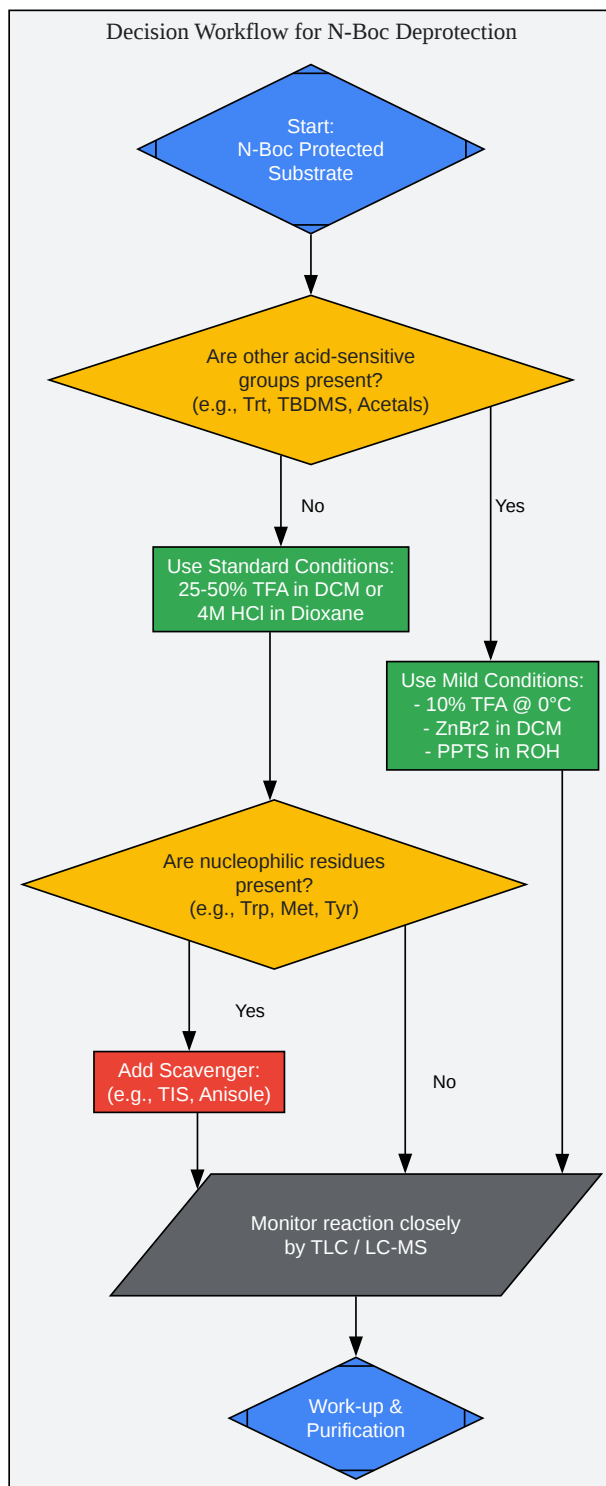 Decision Workflow for N-Boc Deprotection
Start:
N-Boc Protected
Substrate
Are other acid-sensitive
groups present?
(e.g., Trt, TBDMS, Acetals)
No
Yes
Use Standard Conditions:
25-50% TFA in DCM or
4M HCl in Dioxane
Use Mild Conditions:
- 10% TFA @ 0°C
- ZnBr2 in DCM
- PPTS in ROH
Are nucleophilic residues
present?
(e.g., Trp, Met, Tyr)
Yes
Add Scavenger:
(e.g., TIS, Anisole)
No
Monitor reaction closely
by TLC / LC-MS
Work-up &
Purification